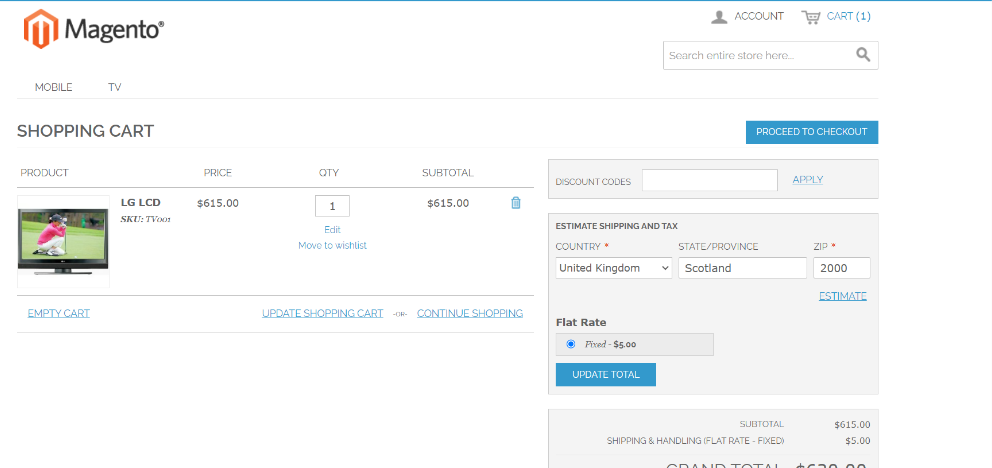 Magento®
ACCOUNT CART (1)
Search entire store here...
MOBILE TV
SHOPPING CART
PROCEED TO CHECKOUT
PRODUCT PRICE QTY SUBTOTAL
LG LCD $615.00 1 $615.00
SKU: TV001
Edit
Move to wishlist
EMPTY CART UPDATE SHOPPING CART -OR- CONTINUE SHOPPING
DISCOUNT CODES APPLY
ESTIMATE SHIPPING AND TAX
COUNTRY * STATE/PROVINCE ZIP *
United Kingdom Scotland 2000
ESTIMATE
Flat Rate
Fixed - $5.00
UPDATE TOTAL
SUBTOTAL $615.00
SHIPPING & HANDLING (FLAT RATE - FIXED) $5.00
GRAND TOTAL $620.00